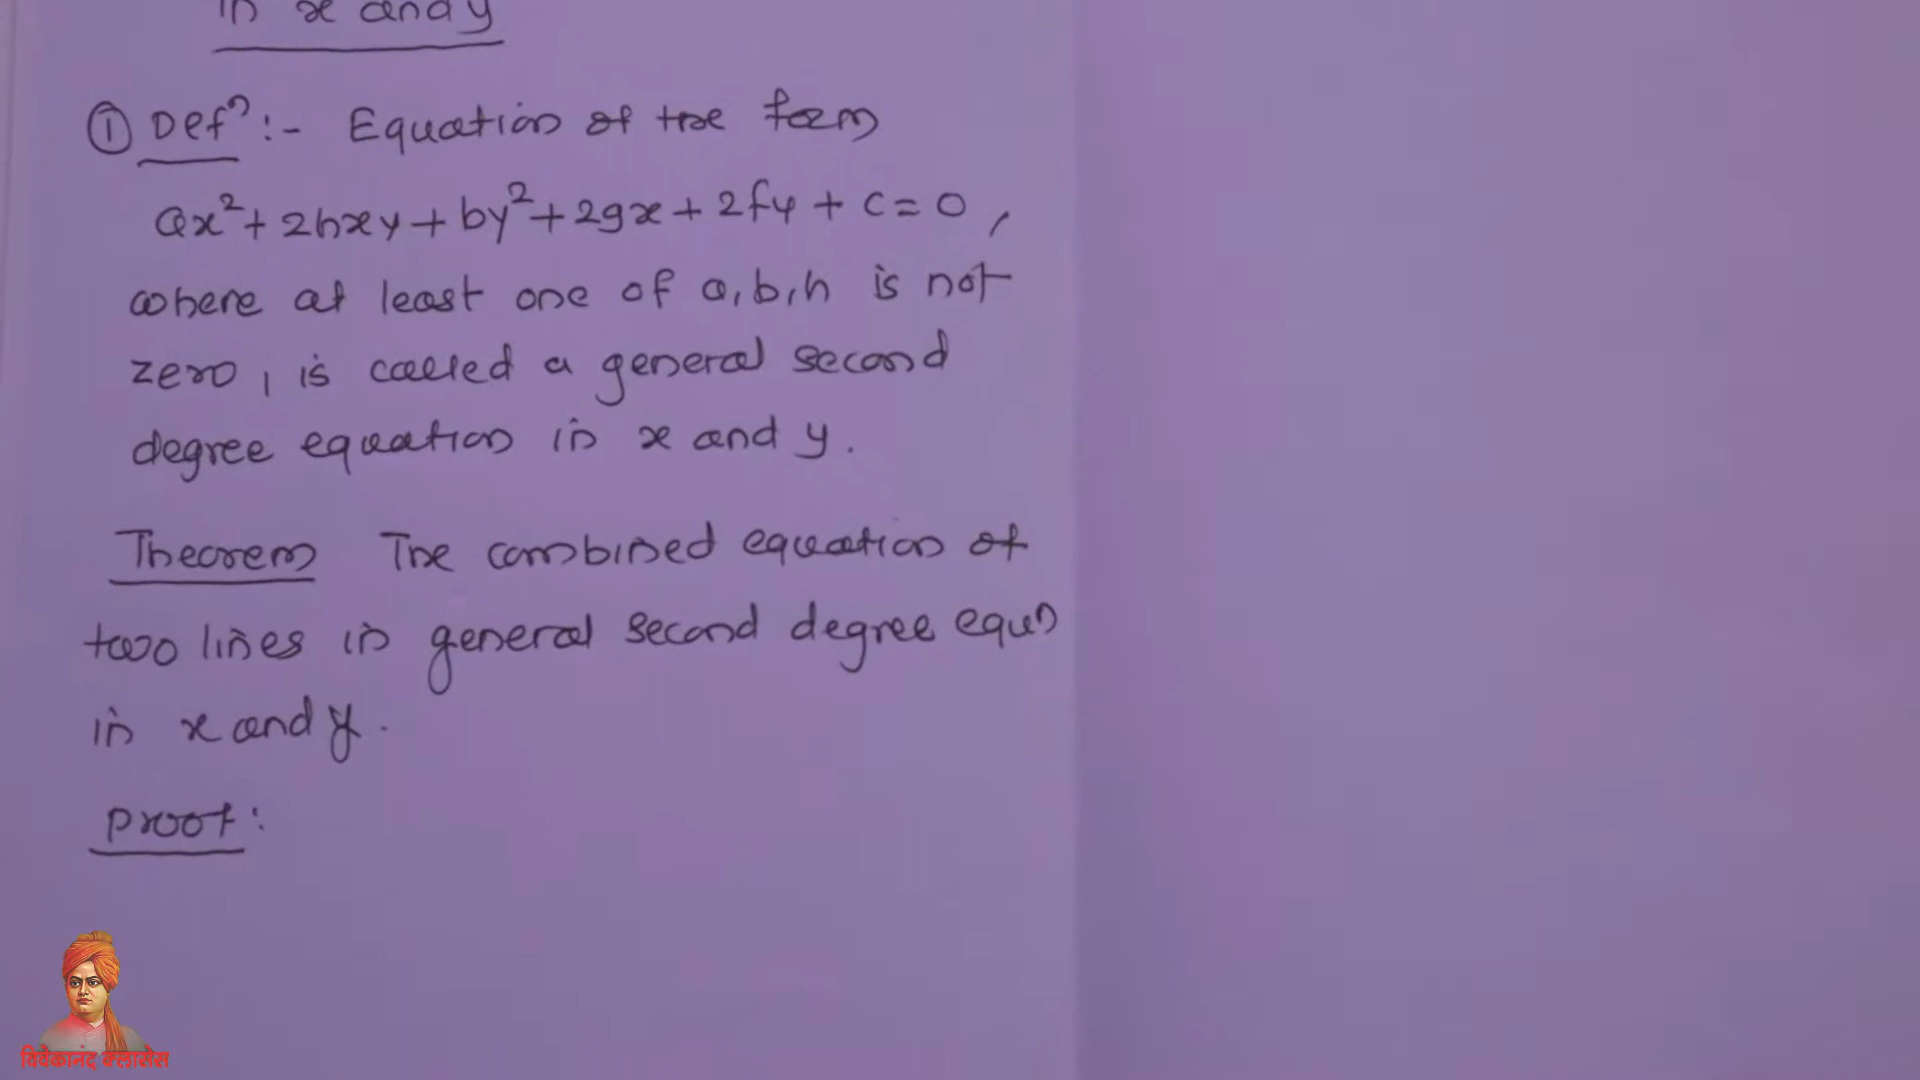 in x and y
① Defⁿ :- Equation of the form
ax²+2hxy+by²+2gx+2fy+c=0,
where at least one of a,b,h is not
zero, is called a general second
degree equation in x and y.
Theorem The combined equation of
two lines in general second degree equn
in x and y.
Proof:
विवेकानंद क्लासेस